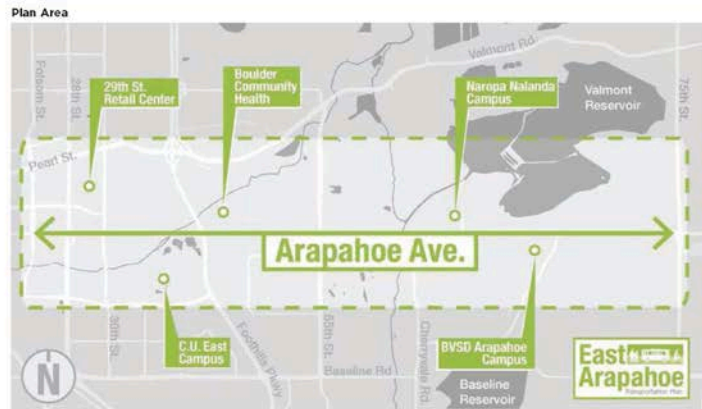 Plan Area
Folsom St.
28th St.
29th St.
Retail Center
Boulder
Community
Health
Valmont Rd.
Naropa Nalanda
Campus
Valmont
Reservoir
75th St.
Pearl St.
Arapahoe Ave.
30th St.
C.U. East
Campus
Foothills Pkwy
55th St.
Baseline Rd
Cherryvale Rd.
BVSD Arapahoe
Campus
Baseline
Reservoir
N
East
Arapahoe
Transportation Plan